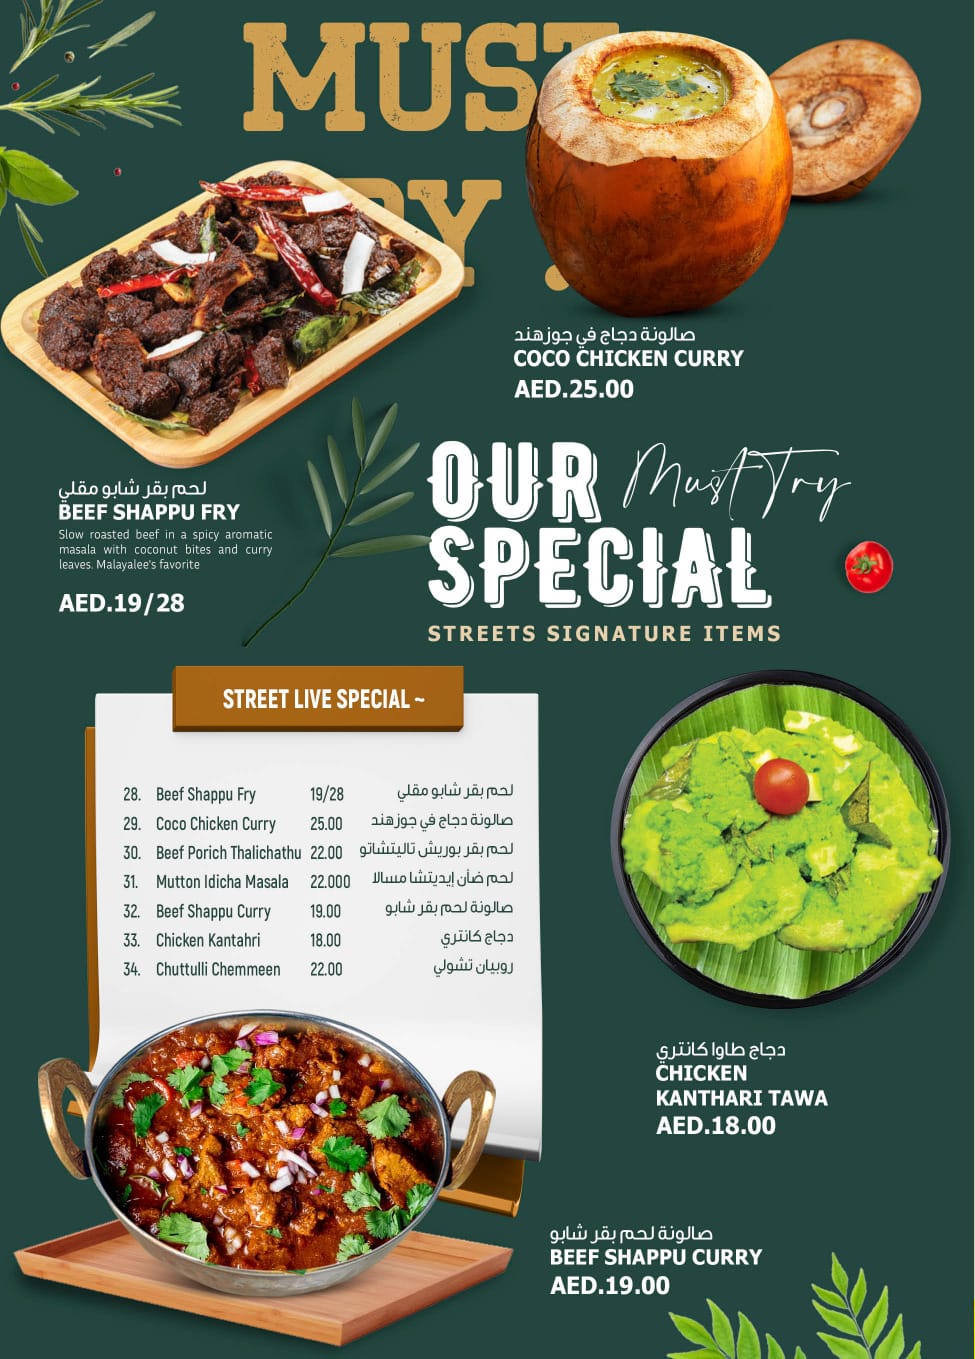 MUST
TRY
صالونة دجاج في جوزهند
COCO CHICKEN CURRY
AED.25.00
لحم بقر شابو مقلي
BEEF SHAPPU FRY
Slow roasted beef in a spicy aromatic
masala with coconut bites and curry
leaves. Malayalee's favorite
AED.19/28
OUR Must Try
SPECIAL
STREETS SIGNATURE ITEMS
STREET LIVE SPECIAL ~
28. Beef Shappu Fry 19/28 لحم بقر شابو مقلي
29. Coco Chicken Curry 25.00 صالونة دجاج في جوزهند
30. Beef Porich Thalichathu 22.00 لحم بقر بوريش تاليتشاتو
31. Mutton Idicha Masala 22.000 لحم ضأن إيديتشا مسالا
32. Beef Shappu Curry 19.00 صالونة لحم بقر شابو
33. Chicken Kantahri 18.00 دجاج كانتري
34. Chuttulli Chemmeen 22.00 روبيان تشولي
دجاج طاوا كانتري
CHICKEN
KANTHARI TAWA
AED.18.00
صالونة لحم بقر شابو
BEEF SHAPPU CURRY
AED.19.00